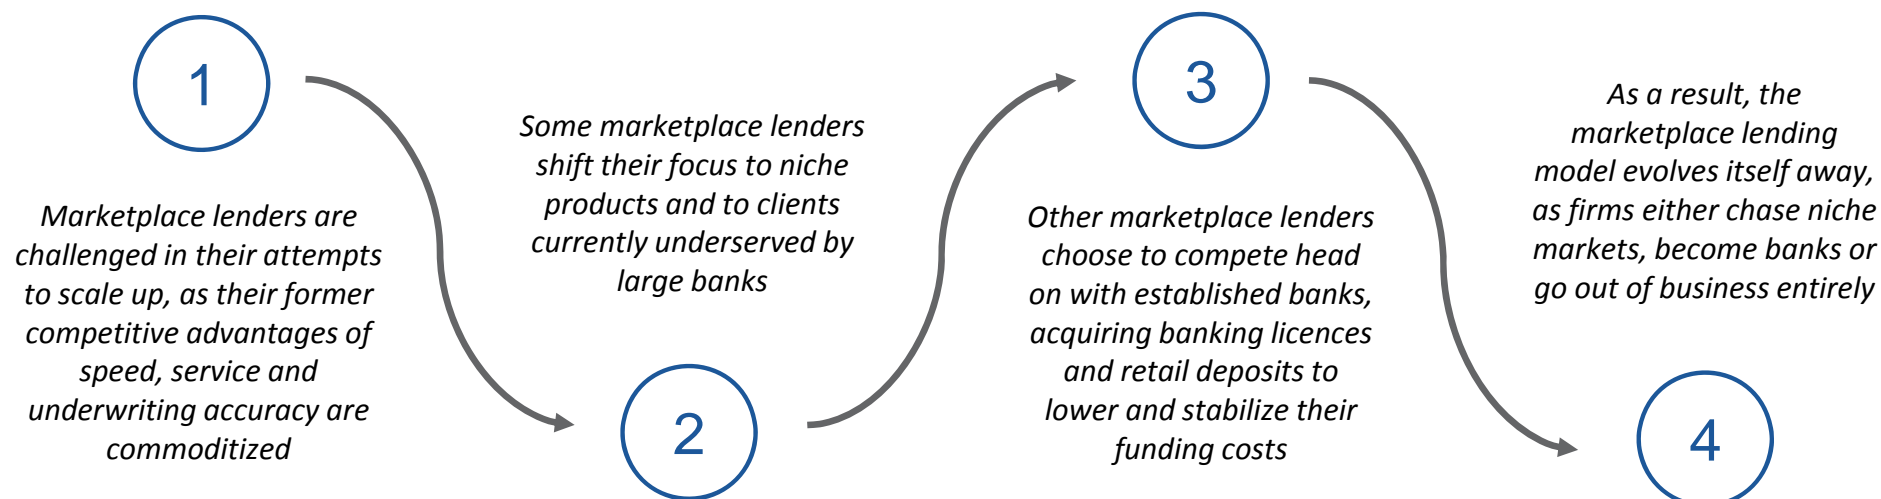 1
Marketplace lenders are
challenged in their attempts
to scale up, as their former
competitive advantages of
speed, service and
underwriting accuracy are
commoditized
Some marketplace lenders
shift their focus to niche
products and to clients
currently underserved by
large banks
2
3
Other marketplace lenders
choose to compete head
on with established banks,
acquiring banking licences
and retail deposits to
lower and stabilize their
funding costs
As a result, the
marketplace lending
model evolves itself away,
as firms either chase niche
markets, become banks or
go out of business entirely
4